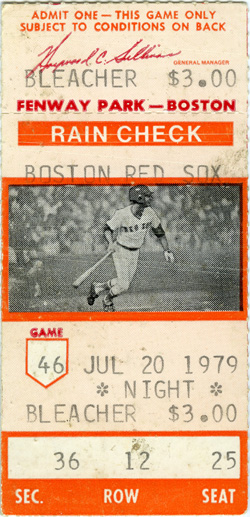 ADMIT ONE — THIS GAME ONLY
SUBJECT TO CONDITIONS ON BACK
Haywood C. Sullivan
GENERAL MANAGER
BLEACHER $3.00
FENWAY PARK — BOSTON
RAIN CHECK
BOSTON RED SOX
RED SOX
GAME
46 JUL 20 1979
* NIGHT *
BLEACHER $3.00
36 12 25
SEC. ROW SEAT